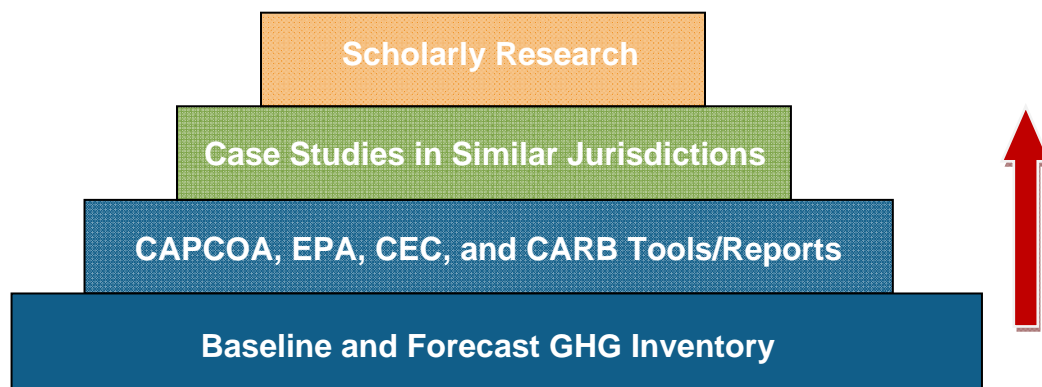 Scholarly Research
Case Studies in Similar Jurisdictions
CAPCOA, EPA, CEC, and CARB Tools/Reports
Baseline and Forecast GHG Inventory